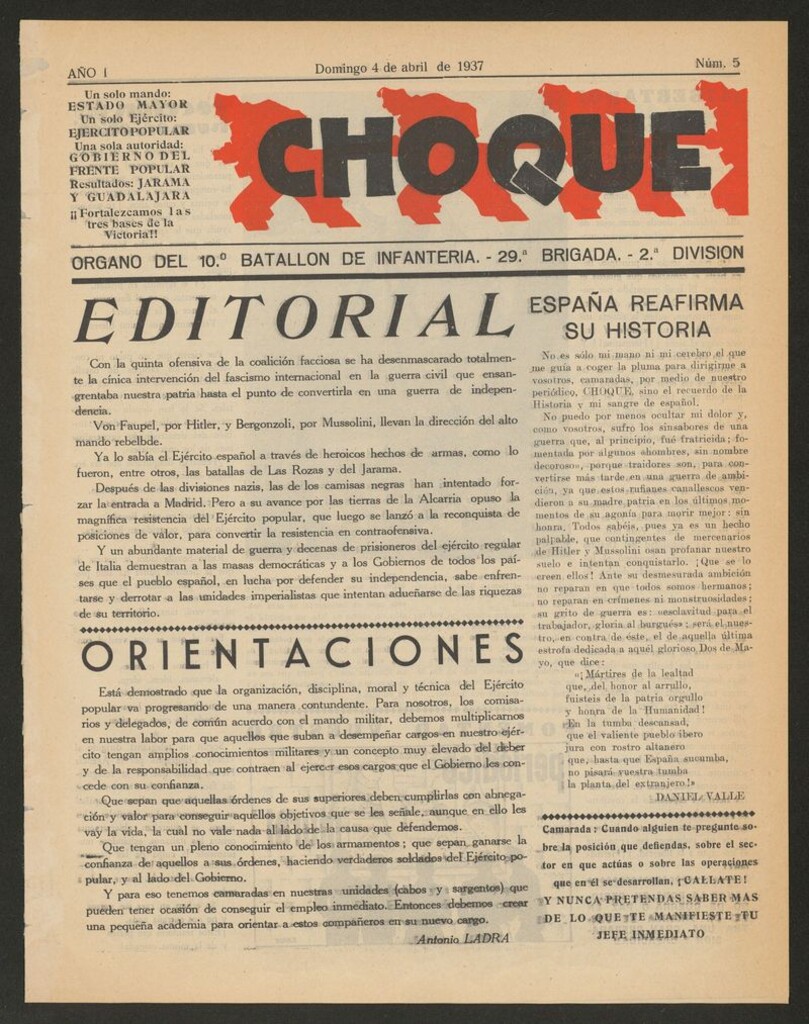 AÑO I
Domingo 4 de abril de 1937
Núm. 5
Un solo mando:
ESTADO MAYOR
Un solo Ejército:
EJERCITO POPULAR
Una sola autoridad:
GOBIERNO DEL
FRENTE POPULAR
Resultados: JARAMA
Y GUADALAJARA
¡¡Fortalezcamos las
tres bases de la
Victoria!!
CHOQUE
ORGANO DEL 10.º BATALLON DE INFANTERIA. - 29.ª BRIGADA. - 2.ª DIVISION
EDITORIAL
Con la quinta ofensiva de la coalición facciosa se ha desenmascarado totalmen-
te la cínica intervención del fascismo internacional en la guerra civil que ensan-
grentaba nuestra patria hasta el punto de convertirla en una guerra de indepen-
dencia.
Von Faupel, por Hitler, y Bergonzoli, por Mussolini, llevan la dirección del alto
mando rebelbde.
Ya lo sabía el Ejército español a través de heroicos hechos de armas, como lo
fueron, entre otros, las batallas de Las Rozas y del Jarama.
Después de las divisiones nazis, las de los camisas negras han intentado for-
zar la entrada a Madrid. Pero a su avance por las tierras de la Alcarria opuso la
magnífica resistencia del Ejército popular, que luego se lanzó a la reconquista de
posiciones de valor, para convertir la resistencia en contraofensiva.
Y un abundante material de guerra y decenas de prisioneros del ejército regular
de Italia demuestran a las masas democráticas y a los Gobiernos de todos los paí-
ses que el pueblo español, en lucha por defender su independencia, sabe enfren-
tarse y derrotar a las unidades imperialistas que intentan adueñarse de las riquezas
de su territorio.
ORIENTACIONES
Está demostrado que la organización, disciplina, moral y técnica del Ejército
popular va progresando de una manera contundente. Para nosotros, los comisa-
rios y delegados, de común acuerdo con el mando militar, debemos multiplicarnos
en nuestra labor para que aquellos que suban a desempeñar cargos en nuestro ejér-
cito tengan amplios conocimientos militares y un concepto muy elevado del deber
y de la responsabilidad que contraen al ejercer esos cargos que el Gobierno les con-
cede con su confianza.
Que sepan que aquellas órdenes de sus superiores deben cumplirlas con abnega-
ción y valor para conseguir aquellos objetivos que se les señale, aunque en ello les
vay la vida, la cual no vale nada al lado de la causa que defendemos.
Que tengan un pleno conocimiento de los armamentos; que sepan ganarse la
confianza de aquellos a sus órdenes, haciendo verdaderos soldados del Ejército po-
pular, y al lado del Gobierno.
Y para eso tenemos camaradas en nuestras unidades (cabos y sargentos) que
pueden tener ocasión de conseguir el empleo inmediato. Entonces debemos crear
una pequeña academia para orientar a estos compañeros en su nuevo cargo.
Antonio LADRA
ESPAÑA REAFIRMA
SU HISTORIA
No es sólo mi mano ni mi cerebro el que
me guía a coger la pluma para dirigirme a
vosotros, camaradas, por medio de nuestro
periódico, CHOQUE, sino el recuerdo de la
Historia y mi sangre de español.
No puedo por menos ocultar mi dolor y,
como vosotros, sufro los sinsabores de una
guerra que, al principio, fué fratricida; fo-
mentada por algunos «hombres, sin nombre
decoroso», porque traidores son, para con-
vertirse más tarde en una guerra de ambi-
ción, ya que estos rufianes canallescos ven-
dieron a su madre patria en los últimos mo-
mentos de su agonía para morir mejor: sin
honra. Todos sabéis, pues ya es un hecho
palpable, que contingentes de mercenarios
de Hitler y Mussolini osan profanar nuestro
suelo e intentan conquistarlo. ¡Que se lo
creen ellos! Ante su desmesurada ambición
no reparan en que todos somos hermanos;
no reparan en crímenes ni monstruosidades;
su grito de guerra es: «esclavitud para el
trabajador, gloria al burgués»; será el nues-
tro, en contra de éste, el de aquella última
estrofa dedicada a aquel glorioso Dos de Ma-
yo, que dice:
«¡Mártires de la lealtad
que, del honor al arrullo,
fuisteis de la patria orgullo
y honra de la Humanidad!
En la tumba descansad,
que el valiente pueblo íbero
jura con rostro altanero
que, hasta que España sucumba,
no pisará vuestra tumba
la planta del extranjero!»
DANIEL VALLE
Camarada: Cuando alguien te pregunte so-
bre la posición que defiendas, sobre el sec-
tor en que actúas o sobre las operaciones
que en él se desarrollan, ¡CALLATE!
Y NUNCA PRETENDAS SABER MAS
DE LO QUE TE MANIFIESTE TU
JEFE INMEDIATO